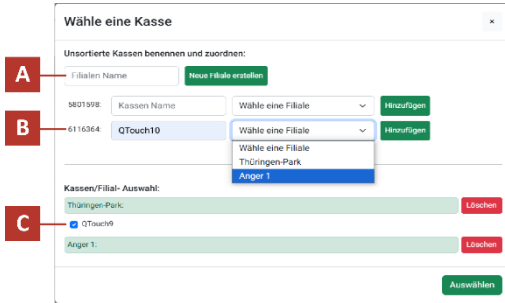 Wähle eine Kasse ×
Unsortierte Kassen benennen und zuordnen:
A Filialen Name Neue Filiale erstellen
5801598: Kassen Name Wähle eine Filiale Hinzufügen
B 6116364: QTouch10 Wähle eine Filiale Hinzufügen
Wähle eine Filiale
Thüringen-Park
Anger 1
Kassen/Filial- Auswahl:
Thüringen-Park: Löschen
C QTouch9
Anger 1: Löschen
Auswählen